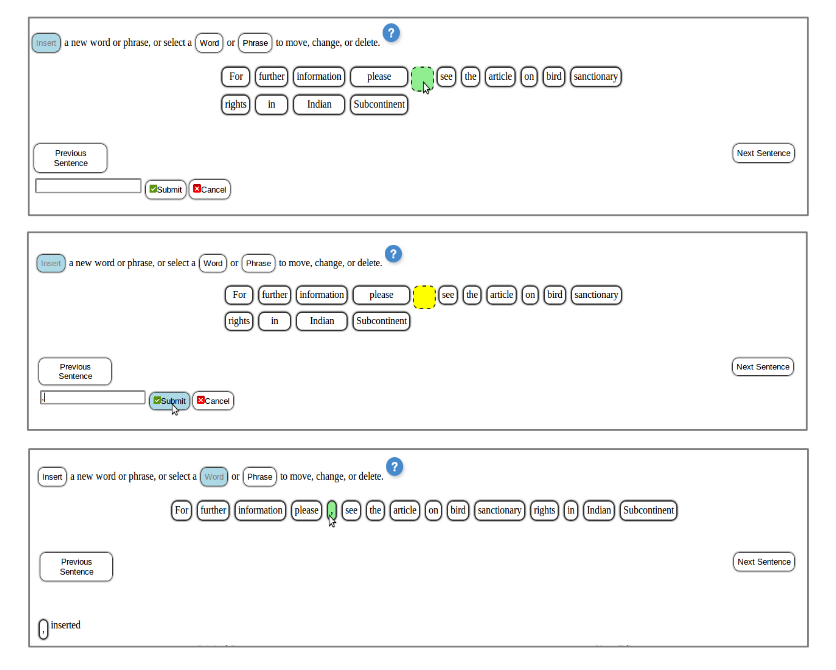 Insert a new word or phrase, or select a Word or Phrase to move, change, or delete. ?
For further information please see the article on bird sanctionary
rights in Indian Subcontinent
Previous Sentence
Next Sentence
Submit Cancel
Insert a new word or phrase, or select a Word or Phrase to move, change, or delete. ?
For further information please see the article on bird sanctionary
rights in Indian Subcontinent
Previous Sentence
Next Sentence
, Submit Cancel
Insert a new word or phrase, or select a Word or Phrase to move, change, or delete. ?
For further information please , see the article on bird sanctionary rights in Indian Subcontinent
Previous Sentence
Next Sentence
, inserted